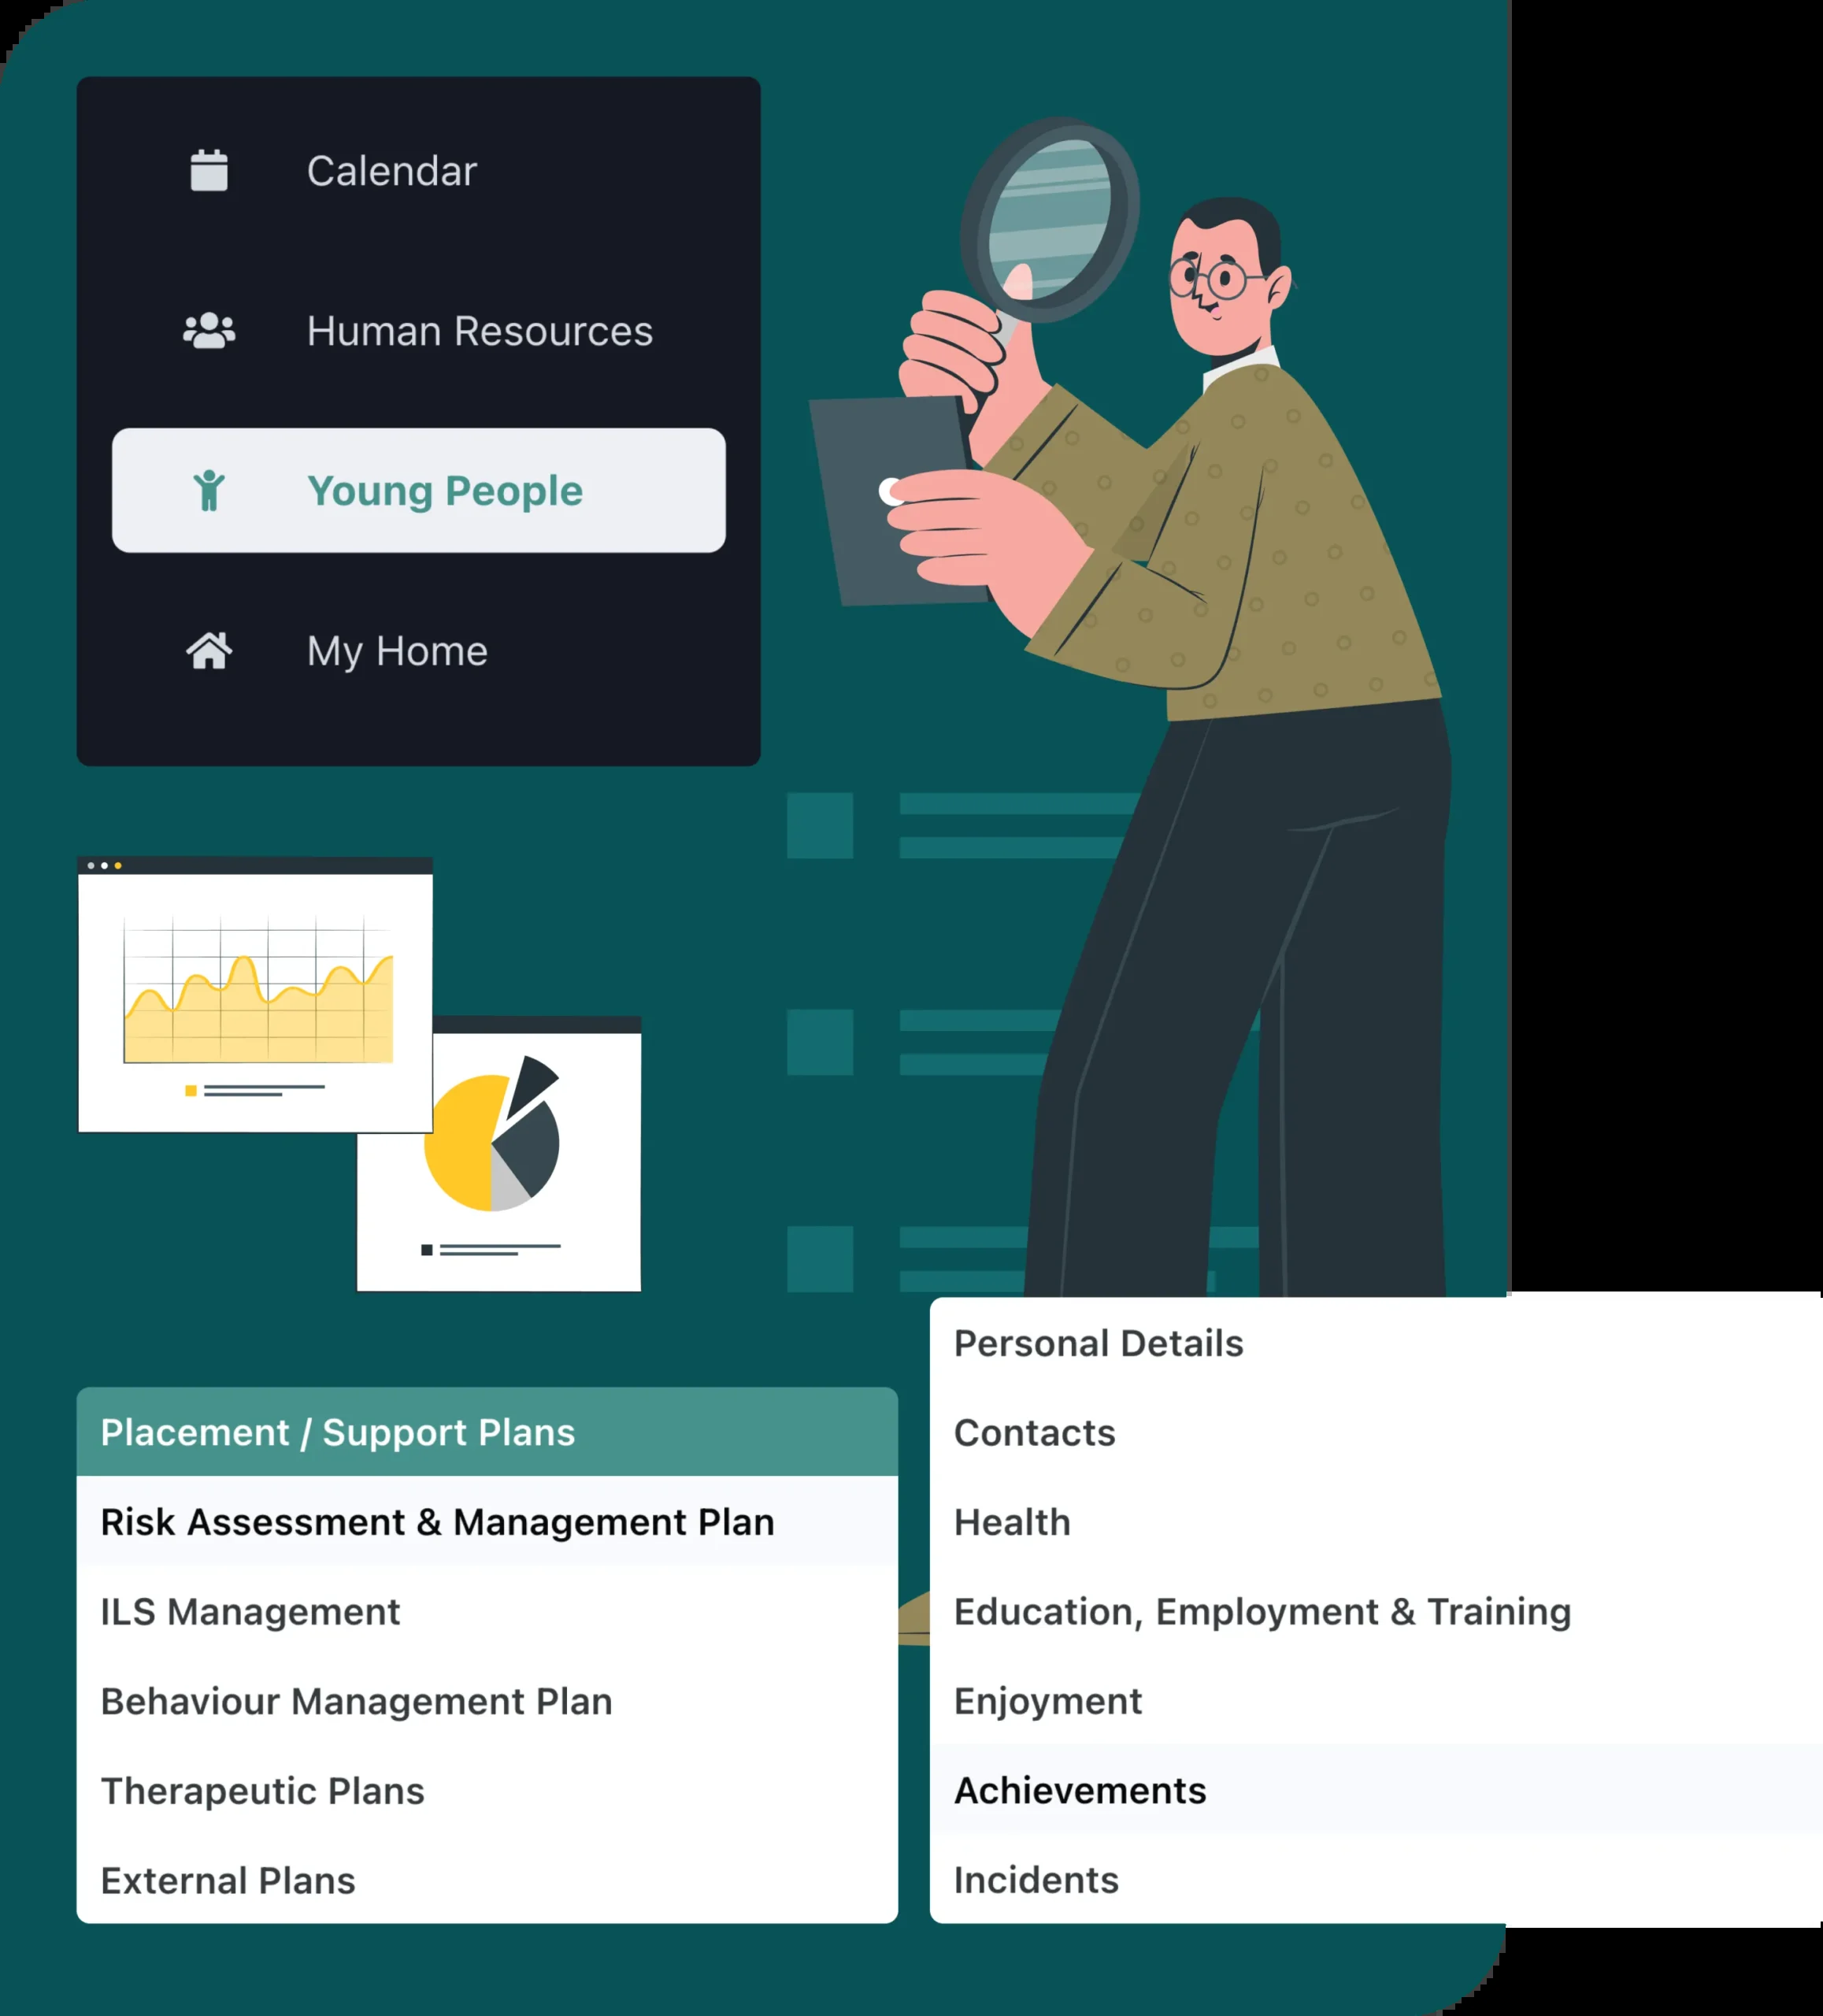 Calendar
Human Resources
Young People
My Home
Placement / Support Plans
Risk Assessment & Management Plan
ILS Management
Behaviour Management Plan
Therapeutic Plans
External Plans
Personal Details
Contacts
Health
Education, Employment & Training
Enjoyment
Achievements
Incidents